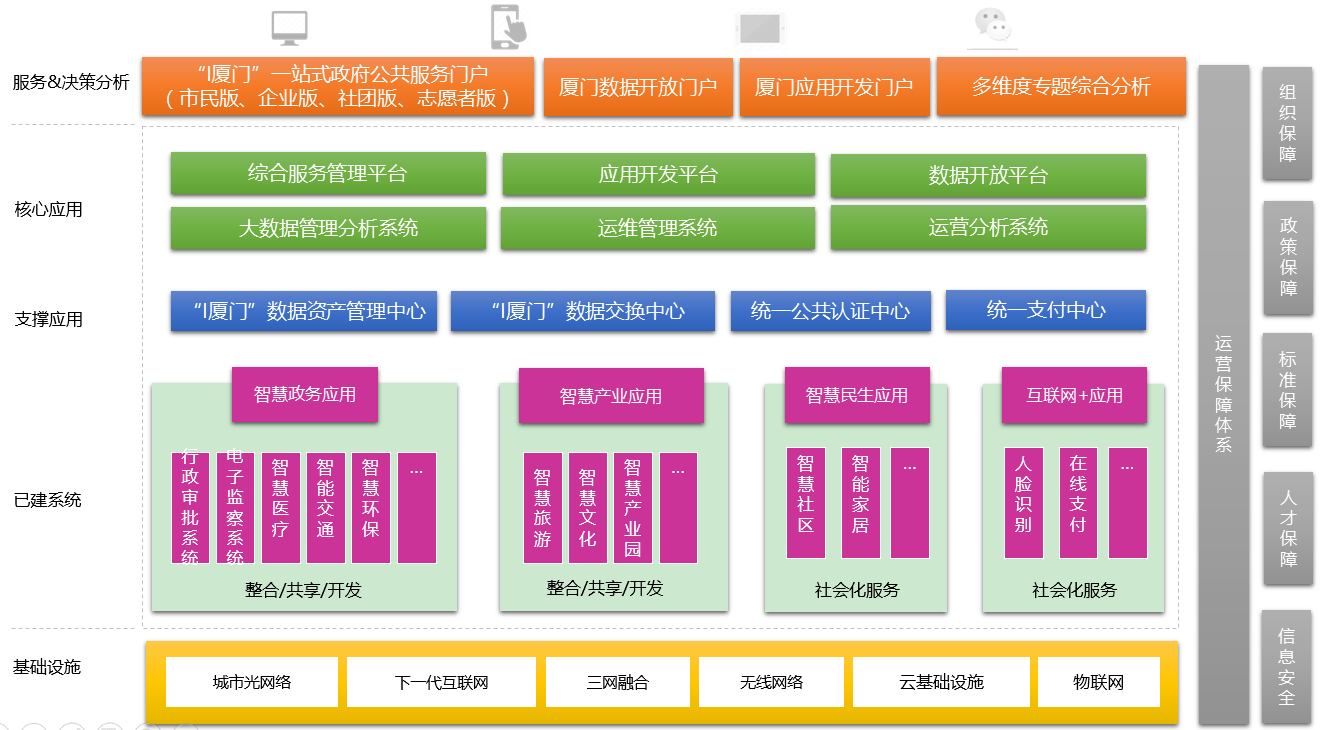 服务&决策分析
“I厦门”一站式政府公共服务门户
（市民版、企业版、社团版、志愿者版）
厦门数据开放门户
厦门应用开发门户
多维度专题综合分析
核心应用
综合服务管理平台
应用开发平台
数据开放平台
大数据管理分析系统
运维管理系统
运营分析系统
支撑应用
“I厦门”数据资产管理中心
“I厦门”数据交换中心
统一公共认证中心
统一支付中心
已建系统
智慧政务应用
行政审批系统
电子监察系统
智慧医疗
智能交通
智慧环保
...
整合/共享/开发
智慧产业应用
智慧旅游
智慧文化
智慧产业园
...
整合/共享/开发
智慧民生应用
智慧社区
智能家居
...
社会化服务
互联网+应用
人脸识别
在线支付
...
社会化服务
基础设施
城市光网络
下一代互联网
三网融合
无线网络
云基础设施
物联网
运营保障体系
组织保障
政策保障
标准保障
人才保障
信息安全